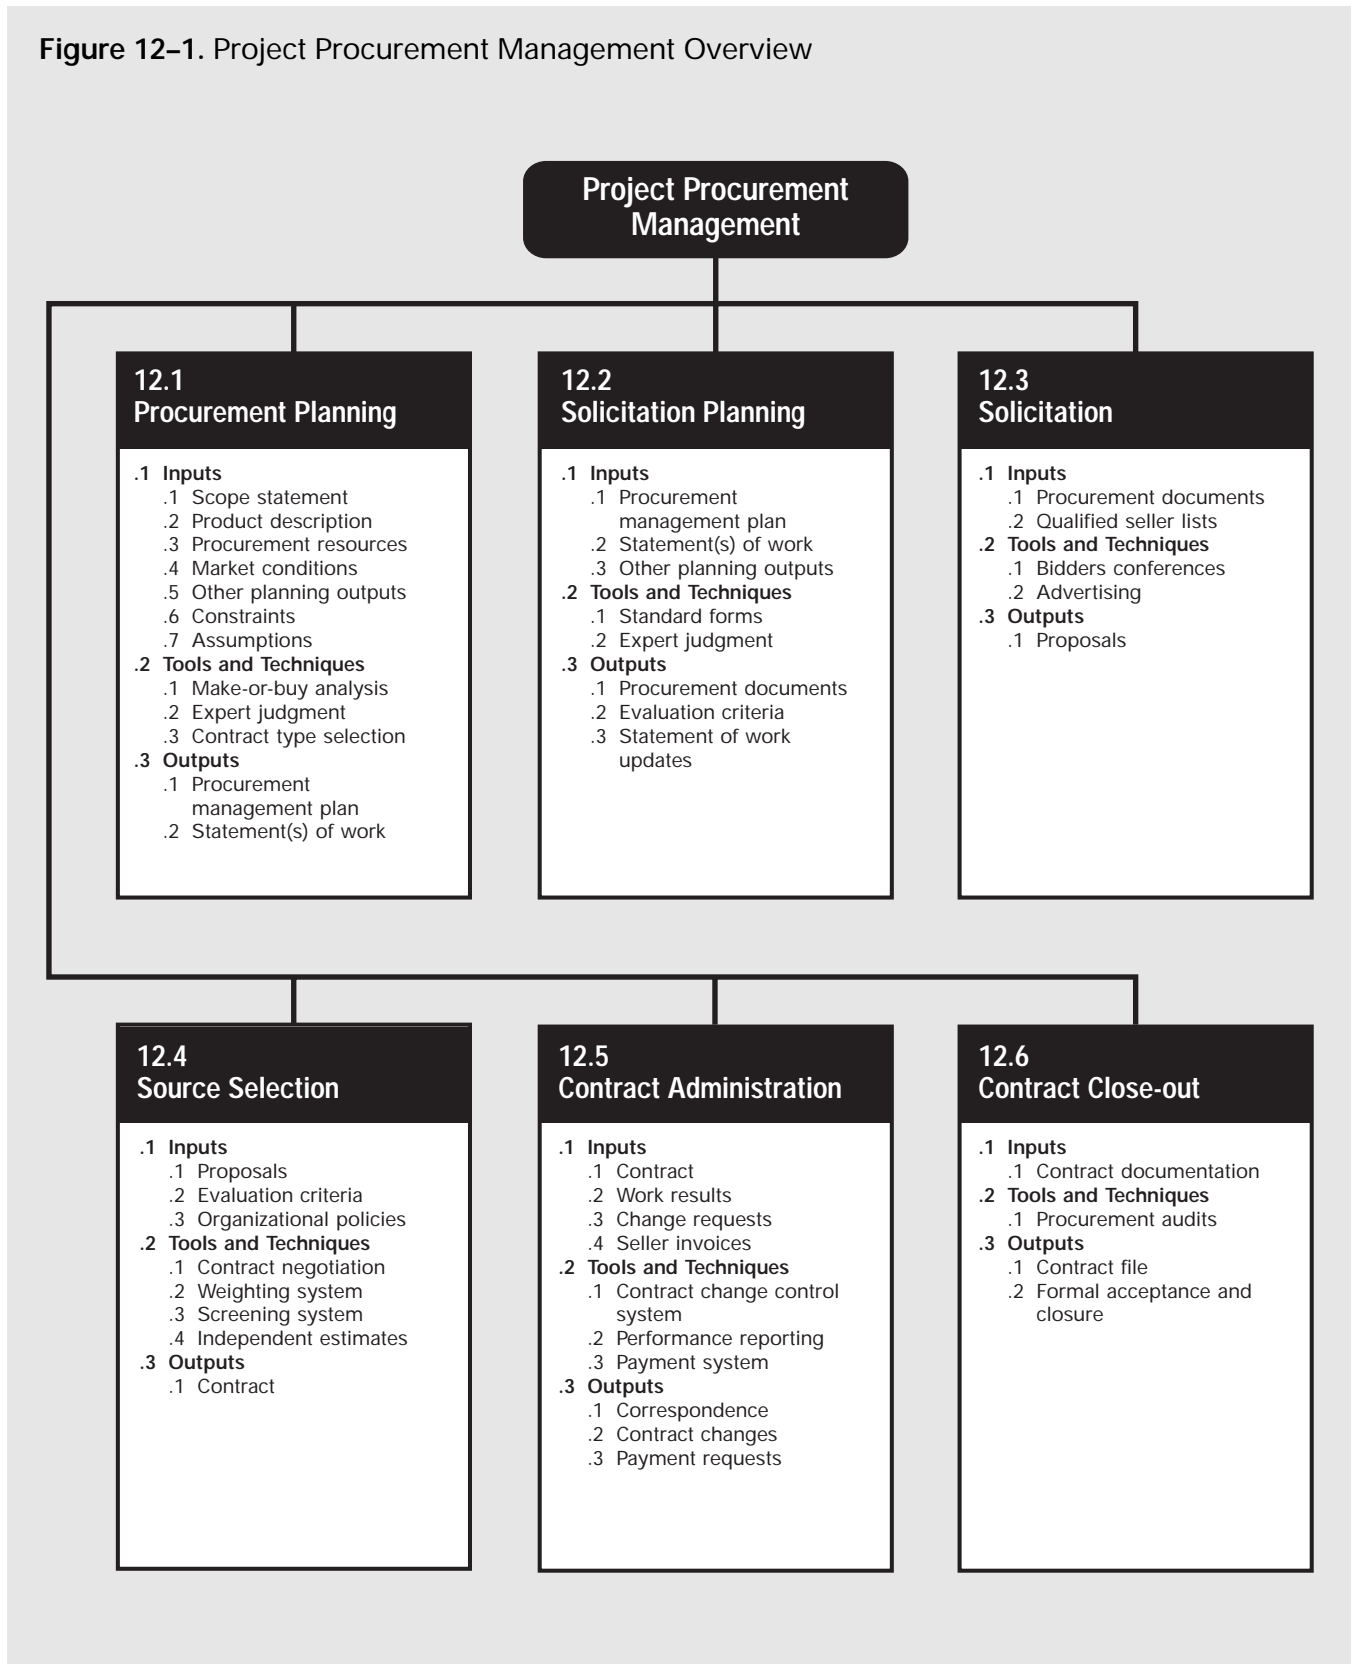 Figure 12–1. Project Procurement Management Overview
Project Procurement
Management
12.1
Procurement Planning
.1 Inputs
.1 Scope statement
.2 Product description
.3 Procurement resources
.4 Market conditions
.5 Other planning outputs
.6 Constraints
.7 Assumptions
.2 Tools and Techniques
.1 Make-or-buy analysis
.2 Expert judgment
.3 Contract type selection
.3 Outputs
.1 Procurement
management plan
.2 Statement(s) of work
12.2
Solicitation Planning
.1 Inputs
.1 Procurement
management plan
.2 Statement(s) of work
.3 Other planning outputs
.2 Tools and Techniques
.1 Standard forms
.2 Expert judgment
.3 Outputs
.1 Procurement documents
.2 Evaluation criteria
.3 Statement of work
updates
12.3
Solicitation
.1 Inputs
.1 Procurement documents
.2 Qualified seller lists
.2 Tools and Techniques
.1 Bidders conferences
.2 Advertising
.3 Outputs
.1 Proposals
12.4
Source Selection
.1 Inputs
.1 Proposals
.2 Evaluation criteria
.3 Organizational policies
.2 Tools and Techniques
.1 Contract negotiation
.2 Weighting system
.3 Screening system
.4 Independent estimates
.3 Outputs
.1 Contract
12.5
Contract Administration
.1 Inputs
.1 Contract
.2 Work results
.3 Change requests
.4 Seller invoices
.2 Tools and Techniques
.1 Contract change control
system
.2 Performance reporting
.3 Payment system
.3 Outputs
.1 Correspondence
.2 Contract changes
.3 Payment requests
12.6
Contract Close-out
.1 Inputs
.1 Contract documentation
.2 Tools and Techniques
.1 Procurement audits
.3 Outputs
.1 Contract file
.2 Formal acceptance and
closure